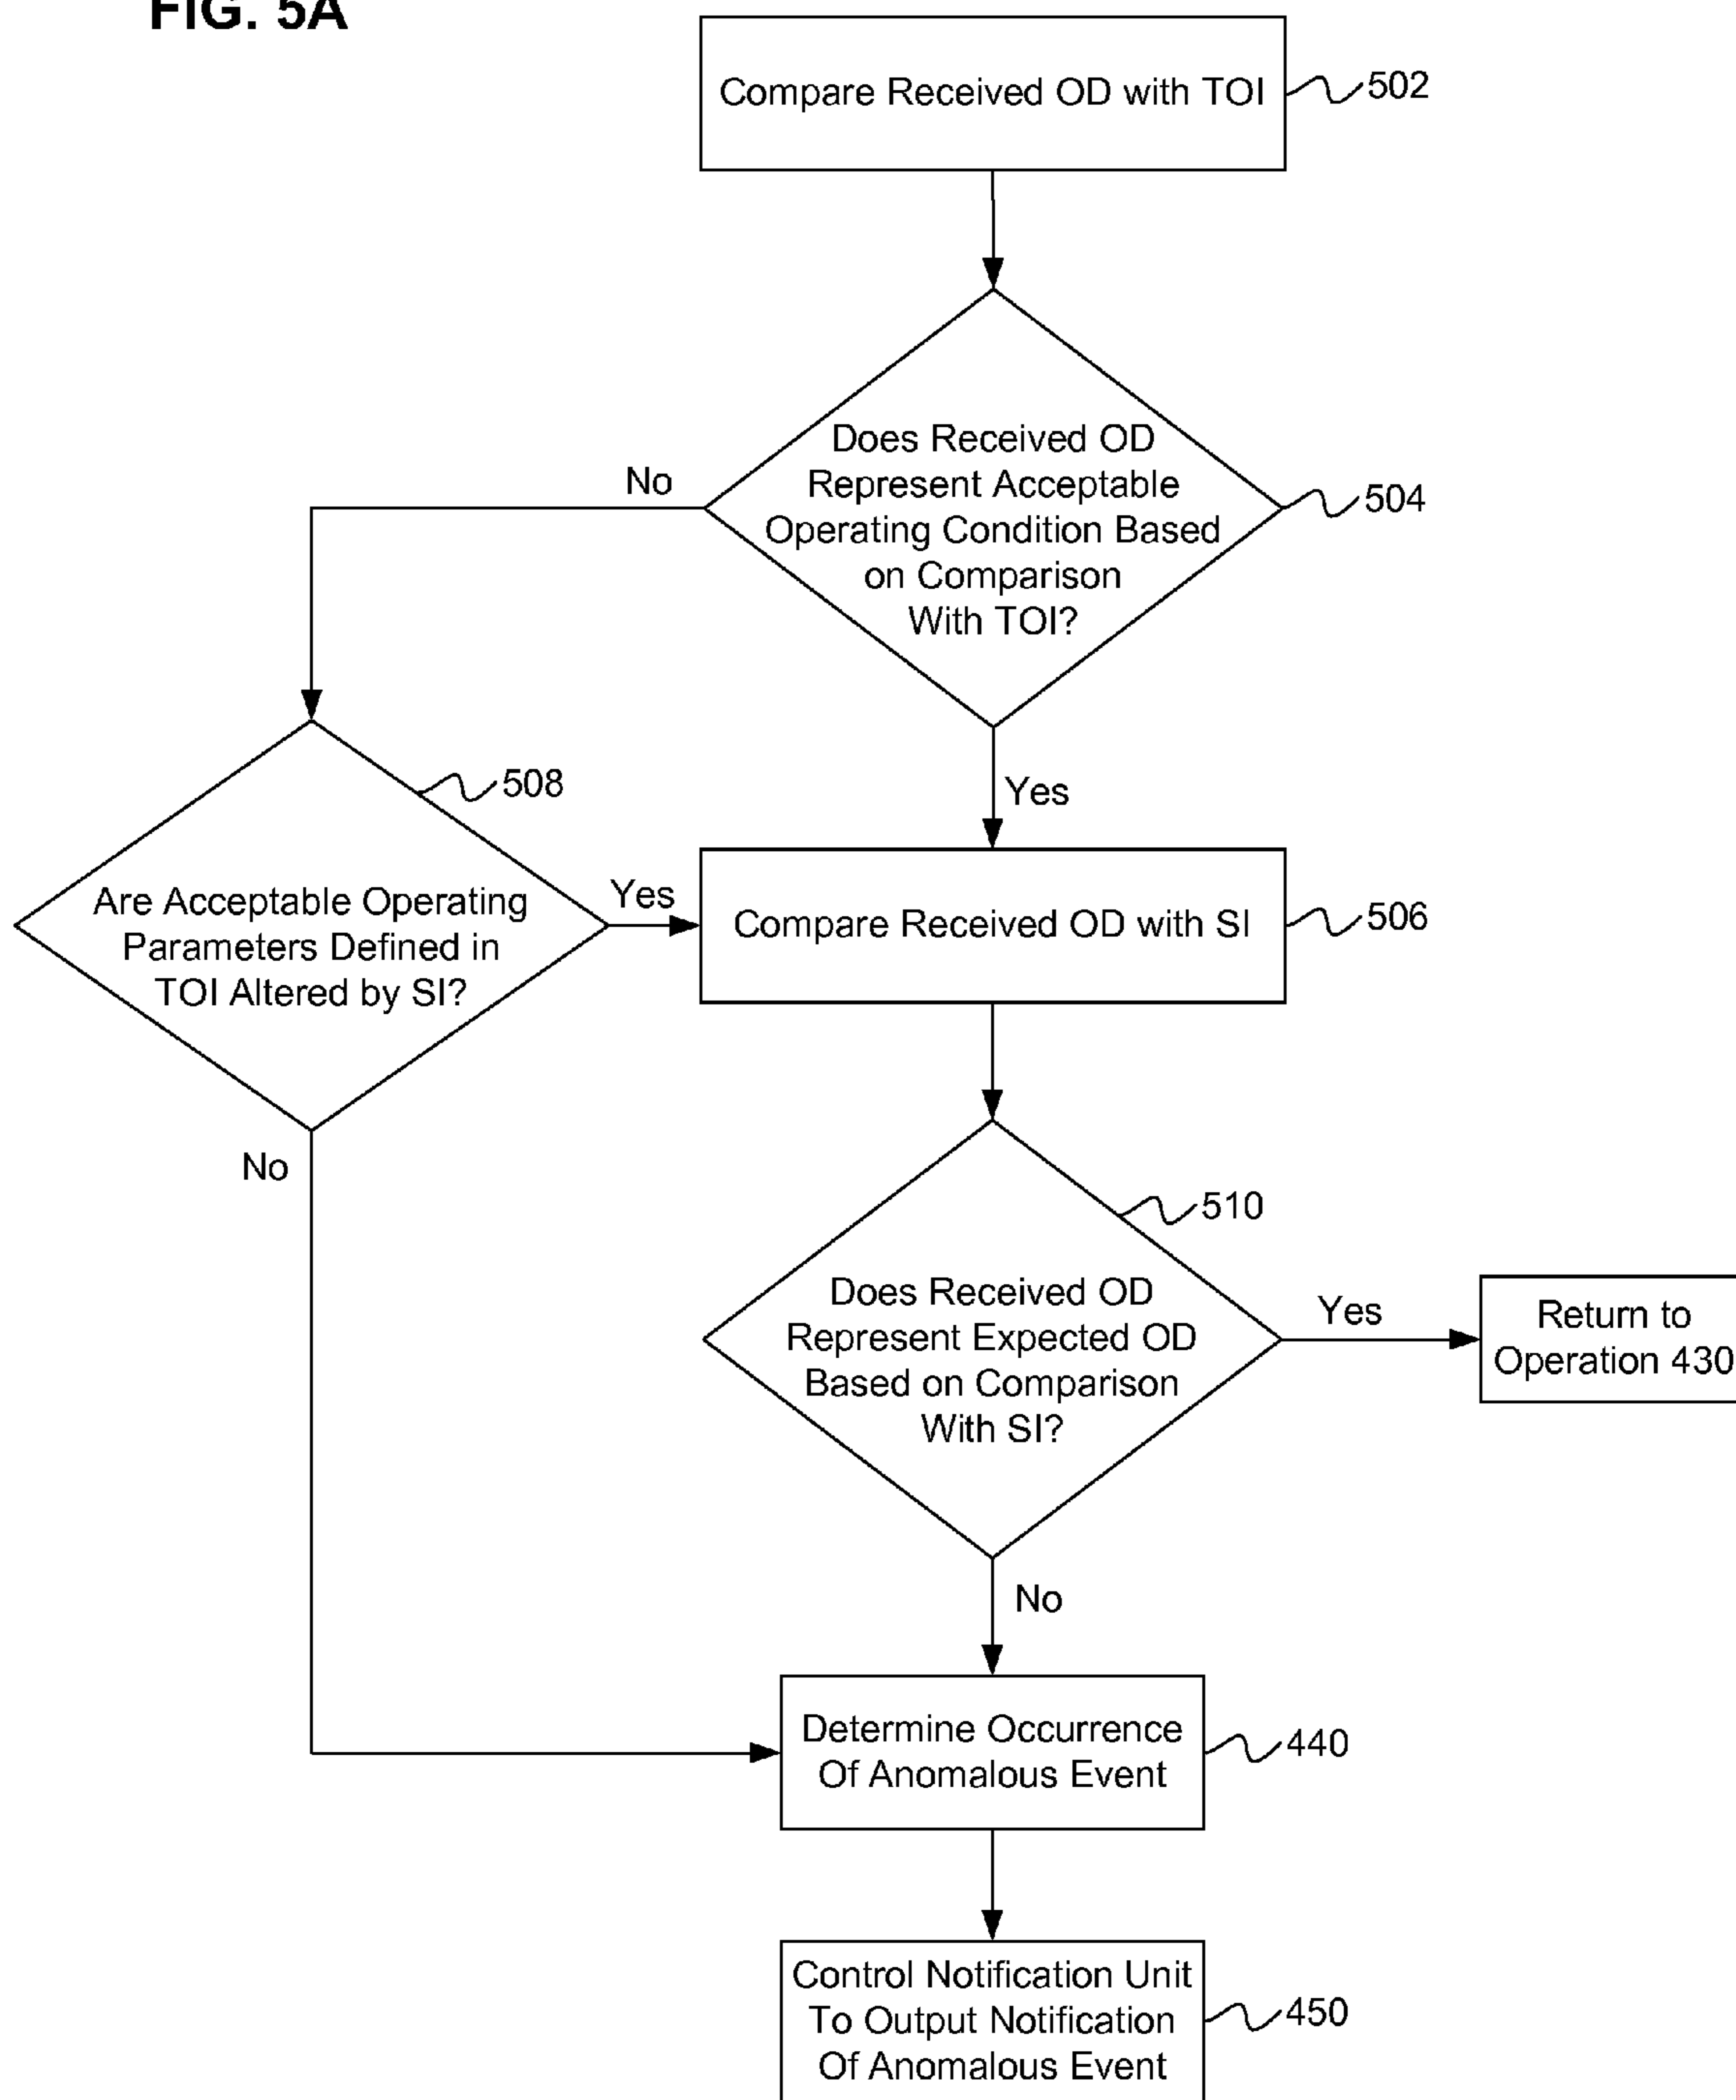 FIG. 5A
Compare Received OD with TOI
502
Does Received OD
Represent Acceptable
Operating Condition Based
on Comparison
With TOI?
504
No
Yes
508
Are Acceptable Operating
Parameters Defined in
TOI Altered by SI?
Yes
Compare Received OD with SI
506
No
510
Does Received OD
Represent Expected OD
Based on Comparison
With SI?
Yes
Return to
Operation 430
No
Determine Occurrence
Of Anomalous Event
440
Control Notification Unit
To Output Notification
Of Anomalous Event
450